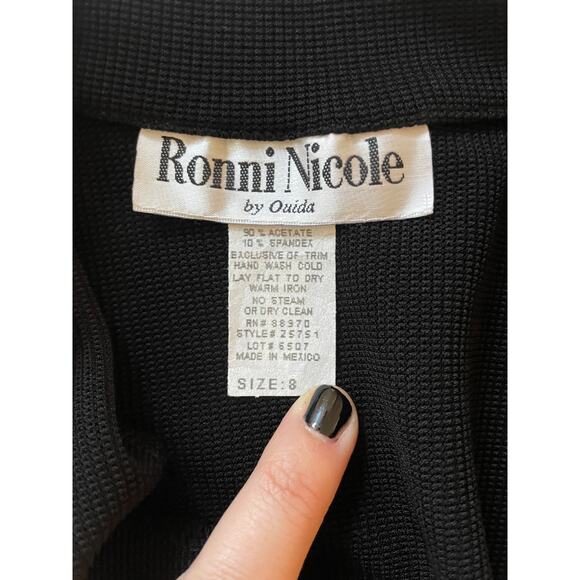 Ronni Nicole
by Ouida
90% ACETATE
10% SPANDEX
EXCLUSIVE OF TRIM
HAND WASH COLD
LAY FLAT TO DRY
WARM IRON
NO STEAM
OR DRY CLEAN
RN# 88970
STYLE# 25751
LOT# 6507
MADE IN MEXICO
SIZE: 8